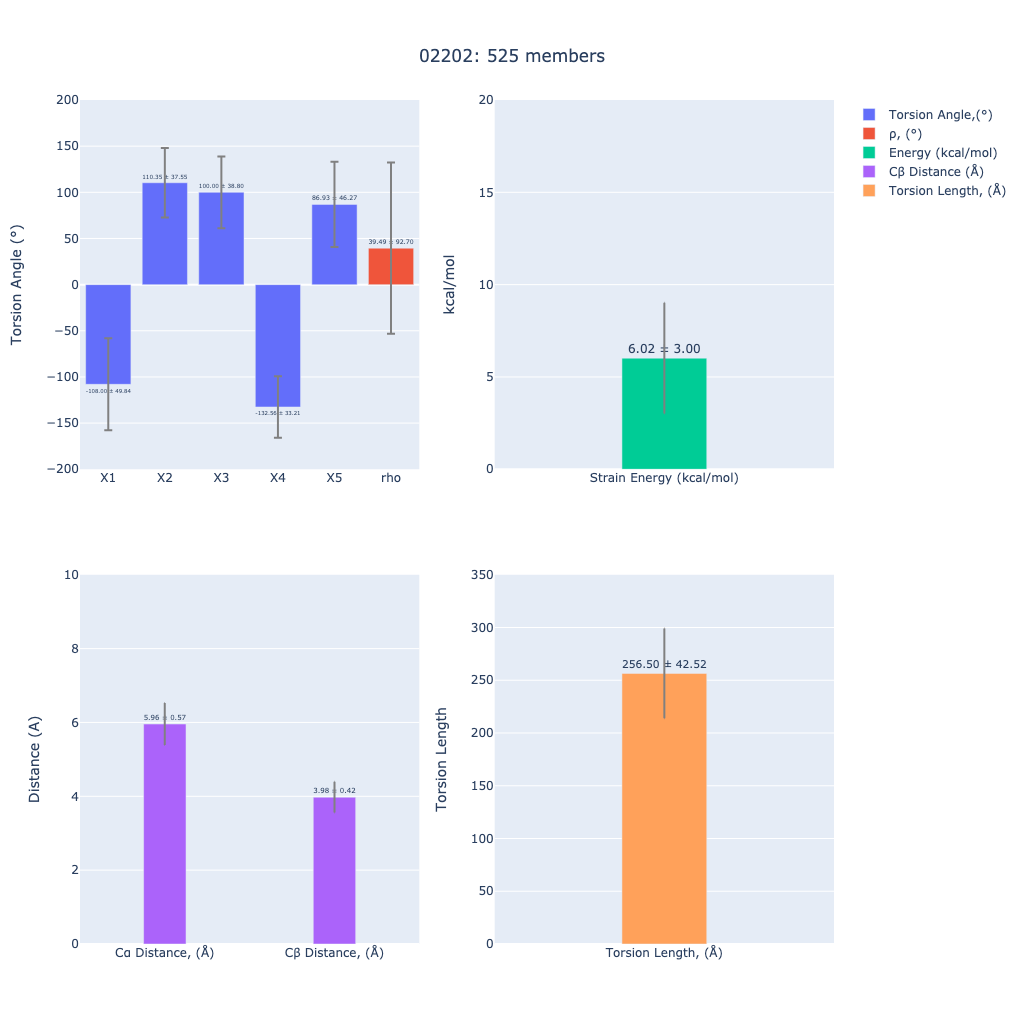 02202: 525 members
200
150
100
50
0
−50
−100
−150
−200
Torsion Angle (°)
110.35 ± 37.55
100.00 ± 38.80
86.93 ± 46.27
39.49 ± 92.70
-108.00 ± 49.84
-132.56 ± 33.21
X1 X2 X3 X4 X5 rho
20
15
10
5
0
kcal/mol
6.02 ± 3.00
Strain Energy (kcal/mol)
Torsion Angle,(°)
ρ, (°)
Energy (kcal/mol)
Cβ Distance (Å)
Torsion Length, (Å)
10
8
6
4
2
0
Distance (A)
5.96 ± 0.57
3.98 ± 0.42
Cα Distance, (Å) Cβ Distance, (Å)
350
300
250
200
150
100
50
0
Torsion Length
256.50 ± 42.52
Torsion Length, (Å)